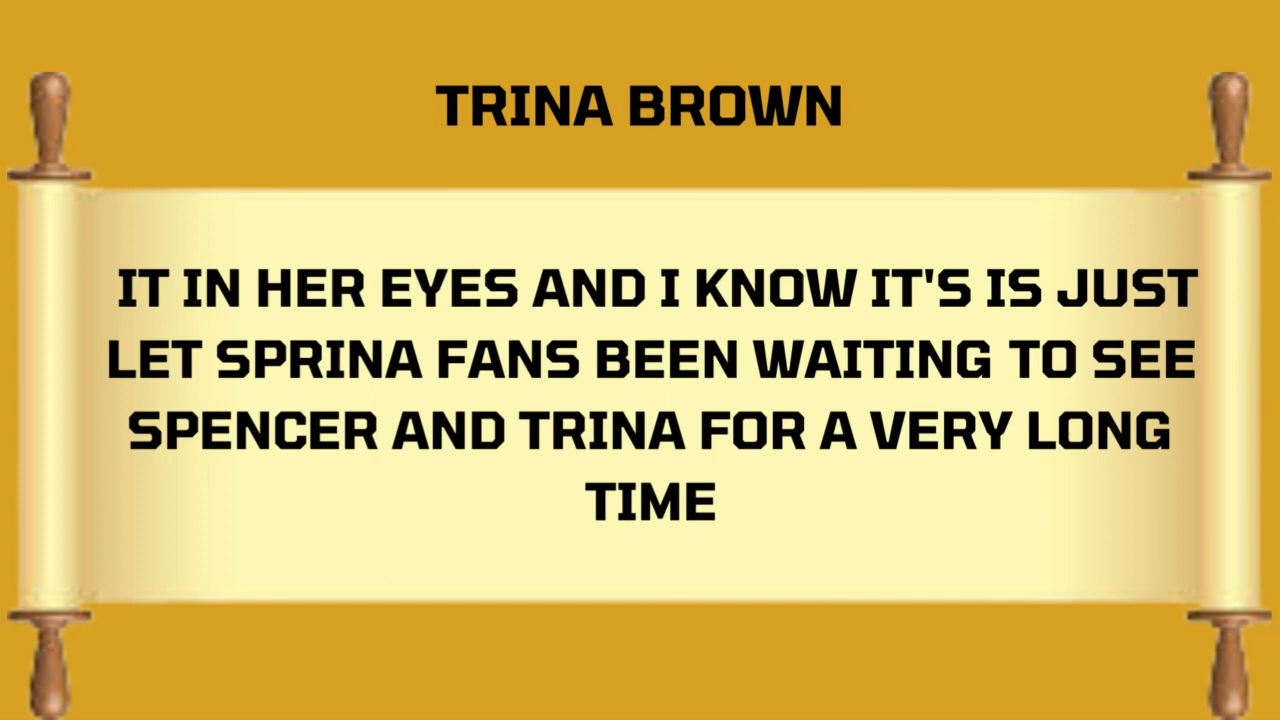 TRINA BROWN
IT IN HER EYES AND I KNOW IT'S IS JUST
LET SPRINA FANS BEEN WAITING TO SEE
SPENCER AND TRINA FOR A VERY LONG
TIME